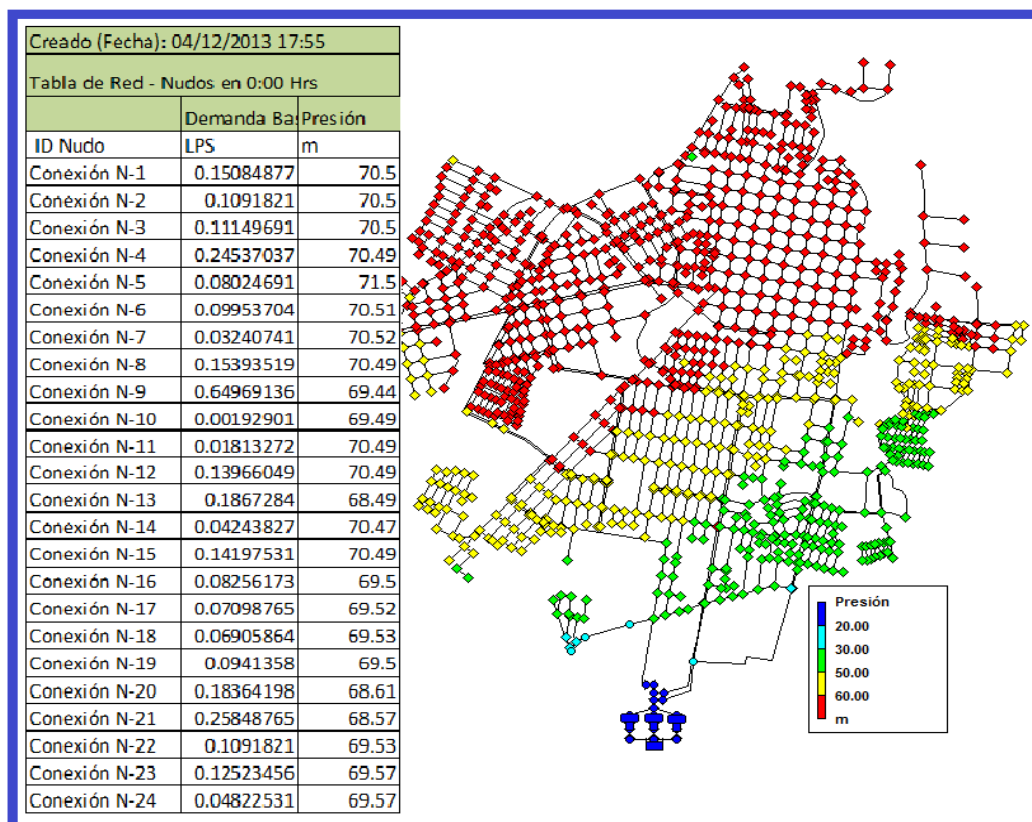 Creado (Fecha): 04/12/2013 17:55
Tabla de Red - Nudos en 0:00 Hrs
Demanda Bas Presión
ID Nudo LPS m
Conexión N-1 0.15084877 70.5
Conexión N-2 0.1091821 70.5
Conexión N-3 0.11149691 70.5
Conexión N-4 0.24537037 70.49
Conexión N-5 0.08024691 71.5
Conexión N-6 0.09953704 70.51
Conexión N-7 0.03240741 70.52
Conexión N-8 0.15393519 70.49
Conexión N-9 0.64969136 69.44
Conexión N-10 0.00192901 69.49
Conexión N-11 0.01813272 70.49
Conexión N-12 0.13966049 70.49
Conexión N-13 0.1867284 68.49
Conexión N-14 0.04243827 70.47
Conexión N-15 0.14197531 70.49
Conexión N-16 0.08256173 69.5
Conexión N-17 0.07098765 69.52
Conexión N-18 0.06905864 69.53
Conexión N-19 0.0941358 69.5
Conexión N-20 0.18364198 68.61
Conexión N-21 0.25848765 68.57
Conexión N-22 0.1091821 69.53
Conexión N-23 0.12523456 69.57
Conexión N-24 0.04822531 69.57
Presión
20.00
30.00
50.00
60.00
m